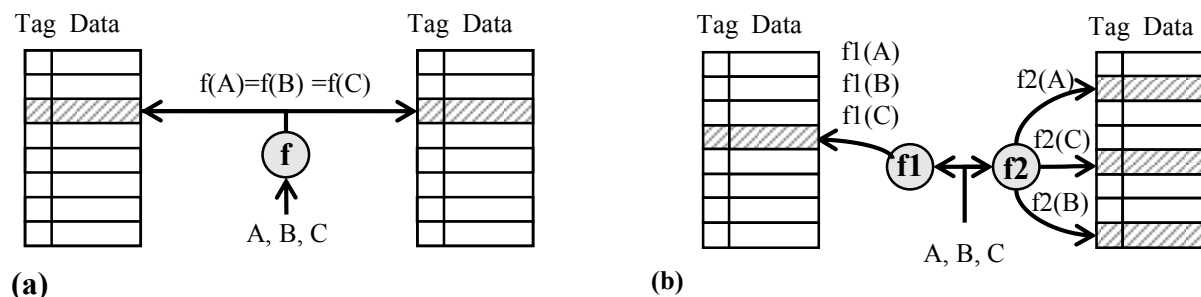 Tag Data
Tag Data
f(A)=f(B) =f(C)
f
A, B, C
(a)
Tag Data
Tag Data
f1(A)
f1(B)
f1(C)
f1
f2
f2(A)
f2(C)
f2(B)
A, B, C
(b)